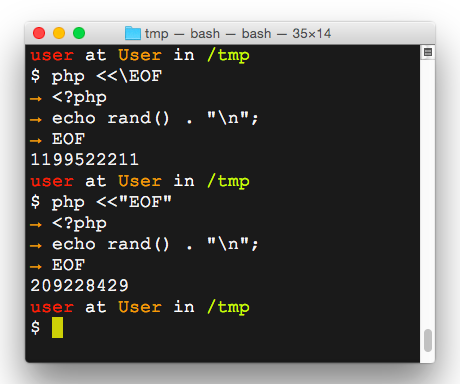 tmp — bash — bash — 35×14
user at User in /tmp
$ php <<\EOF
→ <?php
→ echo rand() . "\n";
→ EOF
1199522211
user at User in /tmp
$ php <<"EOF"
→ <?php
→ echo rand() . "\n";
→ EOF
209228429
user at User in /tmp
$